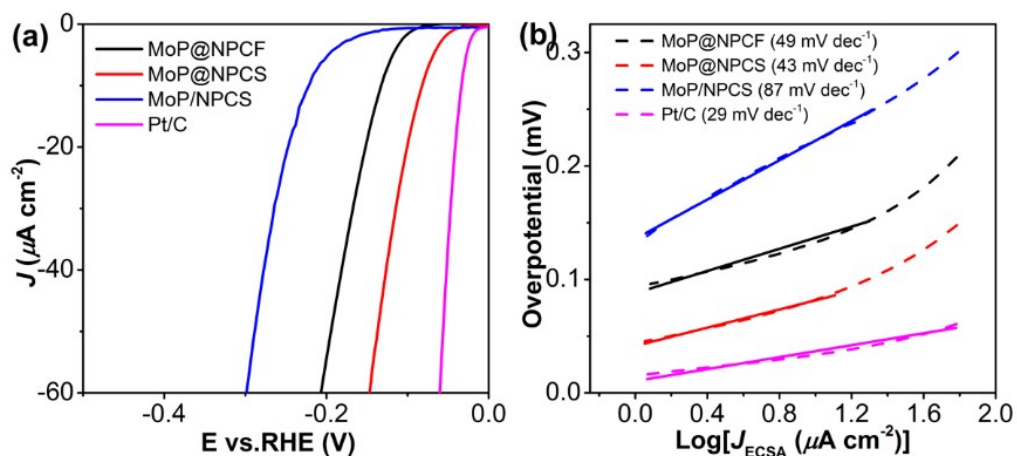 (a)
MoP@NPCF
MoP@NPCS
MoP/NPCS
Pt/C
0
-20
-40
-60
J (μA cm⁻²)
-0.4
-0.2
0.0
E vs.RHE (V)
(b)
MoP@NPCF (49 mV dec⁻¹)
MoP@NPCS (43 mV dec⁻¹)
MoP/NPCS (87 mV dec⁻¹)
Pt/C (29 mV dec⁻¹)
0.3
0.2
0.1
0.0
Overpotential (mV)
0.0
0.4
0.8
1.2
1.6
2.0
Log[J_ECSA (μA cm⁻²)]